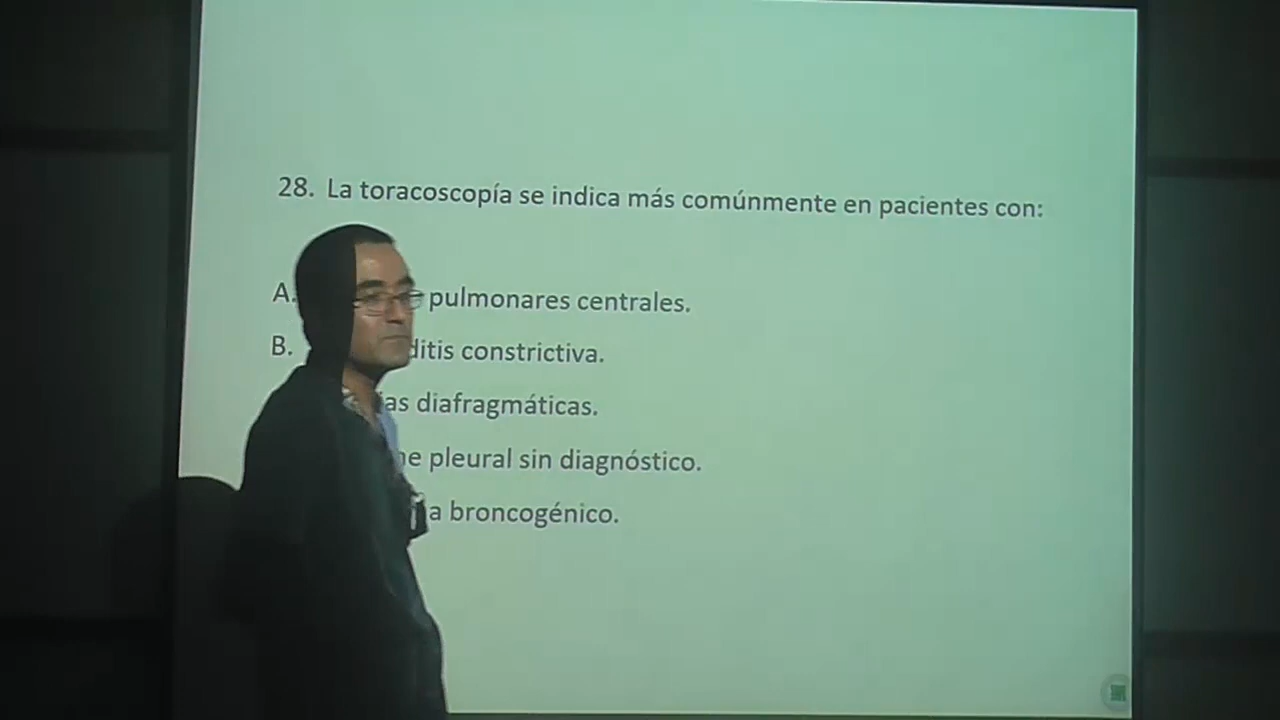 28. La toracoscopía se indica más comúnmente en pacientes con:
A. pulmonares centrales.
B. ditis constrictiva.
ias diafragmáticas.
pleural sin diagnóstico.
a broncogénico.